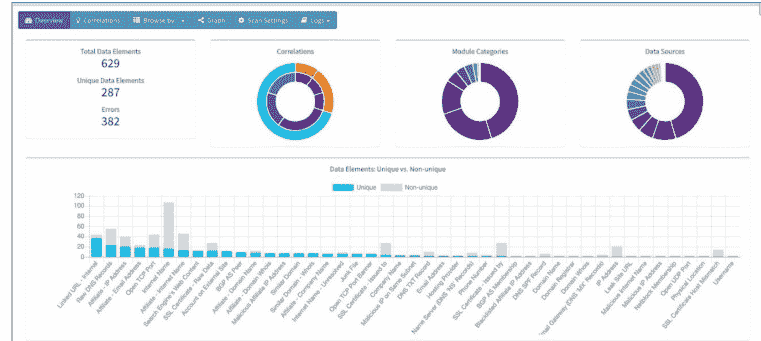 Overview Correlations Browse by Graph Scan Settings Logs
Total Data Elements
629
Unique Data Elements
287
Errors
382
Correlations
Module Categories
Data Sources
Data Elements: Unique vs. Non-unique
Unique Non-unique
120
100
80
60
40
20
0
Linked URL - Internal
Raw DNS Records
Affiliate - IP Address
Affiliate - Email Address
Open TCP Port
Internet Name
Affiliate - Internet Name
Search Engine's Web Content
SSL Certificate - Raw Data
Account on External Site
BGP AS Peer
Affiliate - Domain Name
Affiliate - Domain Whois
Malicious Affiliate IP Address
Similar Domain
Similar Domain - Whois
Affiliate - Company Name
Internet Name - Unresolved
Junk File
Open TCP Port Banner
SSL Certificate - Issued to
Company Name
Malicious IP on Same Subnet
DNS TXT Record
Email Address
Hosting Provider
Name Server (DNS 'NS' Records)
Phone Number
SSL Certificate - Issued by
BGP AS Membership
Blacklisted Affiliate IP Address
DNS SPF Record
Domain Name
Domain Registrar
Domain Whois
Email Gateway (DNS 'MX' Records)
IP Address
Leak Site URL
Malicious Internet Name
Malicious IP Address
Netblock Membership
Open UDP Port
Physical Location
SSL Certificate Host Mismatch
Username